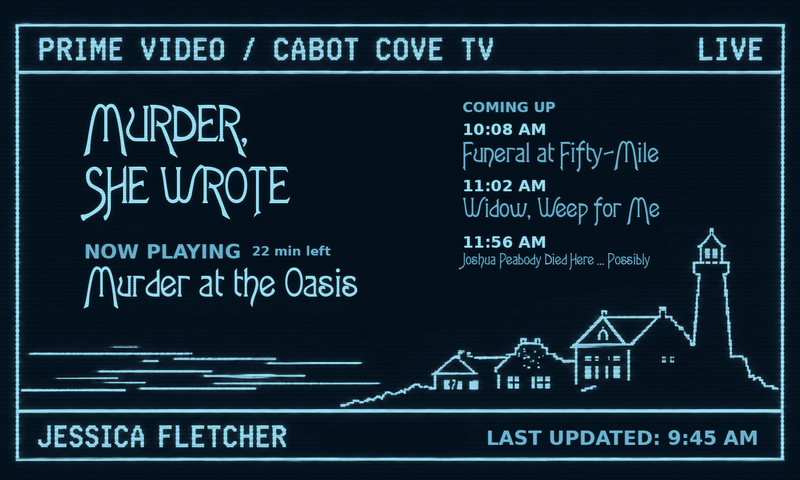 PRIME VIDEO / CABOT COVE TV
LIVE
MURDER,
SHE WROTE
NOW PLAYING 22 min left
Murder at the Oasis
COMING UP
10:08 AM
Funeral at Fifty-Mile
11:02 AM
Widow, Weep for Me
11:56 AM
Joshua Peabody Died Here ... Possibly
JESSICA FLETCHER
LAST UPDATED: 9:45 AM